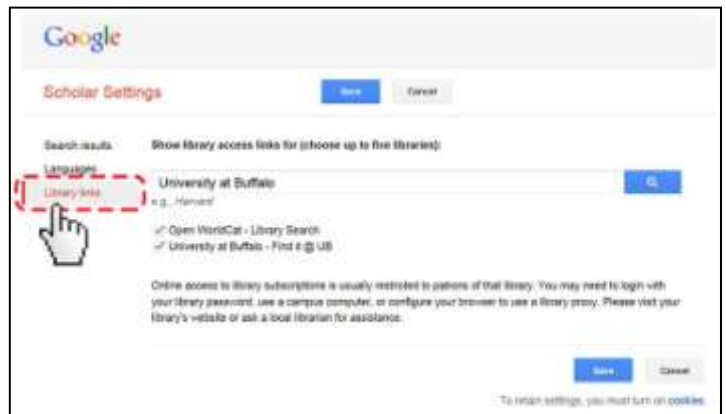 Google
Scholar Settings
Save
Cancel
Search results
Show library access links for (choose up to five libraries):
Languages
University at Buffalo
Library links
e.g., Harvard
✓ Open WorldCat - Library Search
✓ University at Buffalo - Find it @ UB
Online access to library subscriptions is usually restricted to patrons of that library. You may need to login with
your library password, use a campus computer, or configure your browser to use a library proxy. Please visit your
library's website or ask a local librarian for assistance.
Save
Cancel
To retain settings, you must turn on cookies